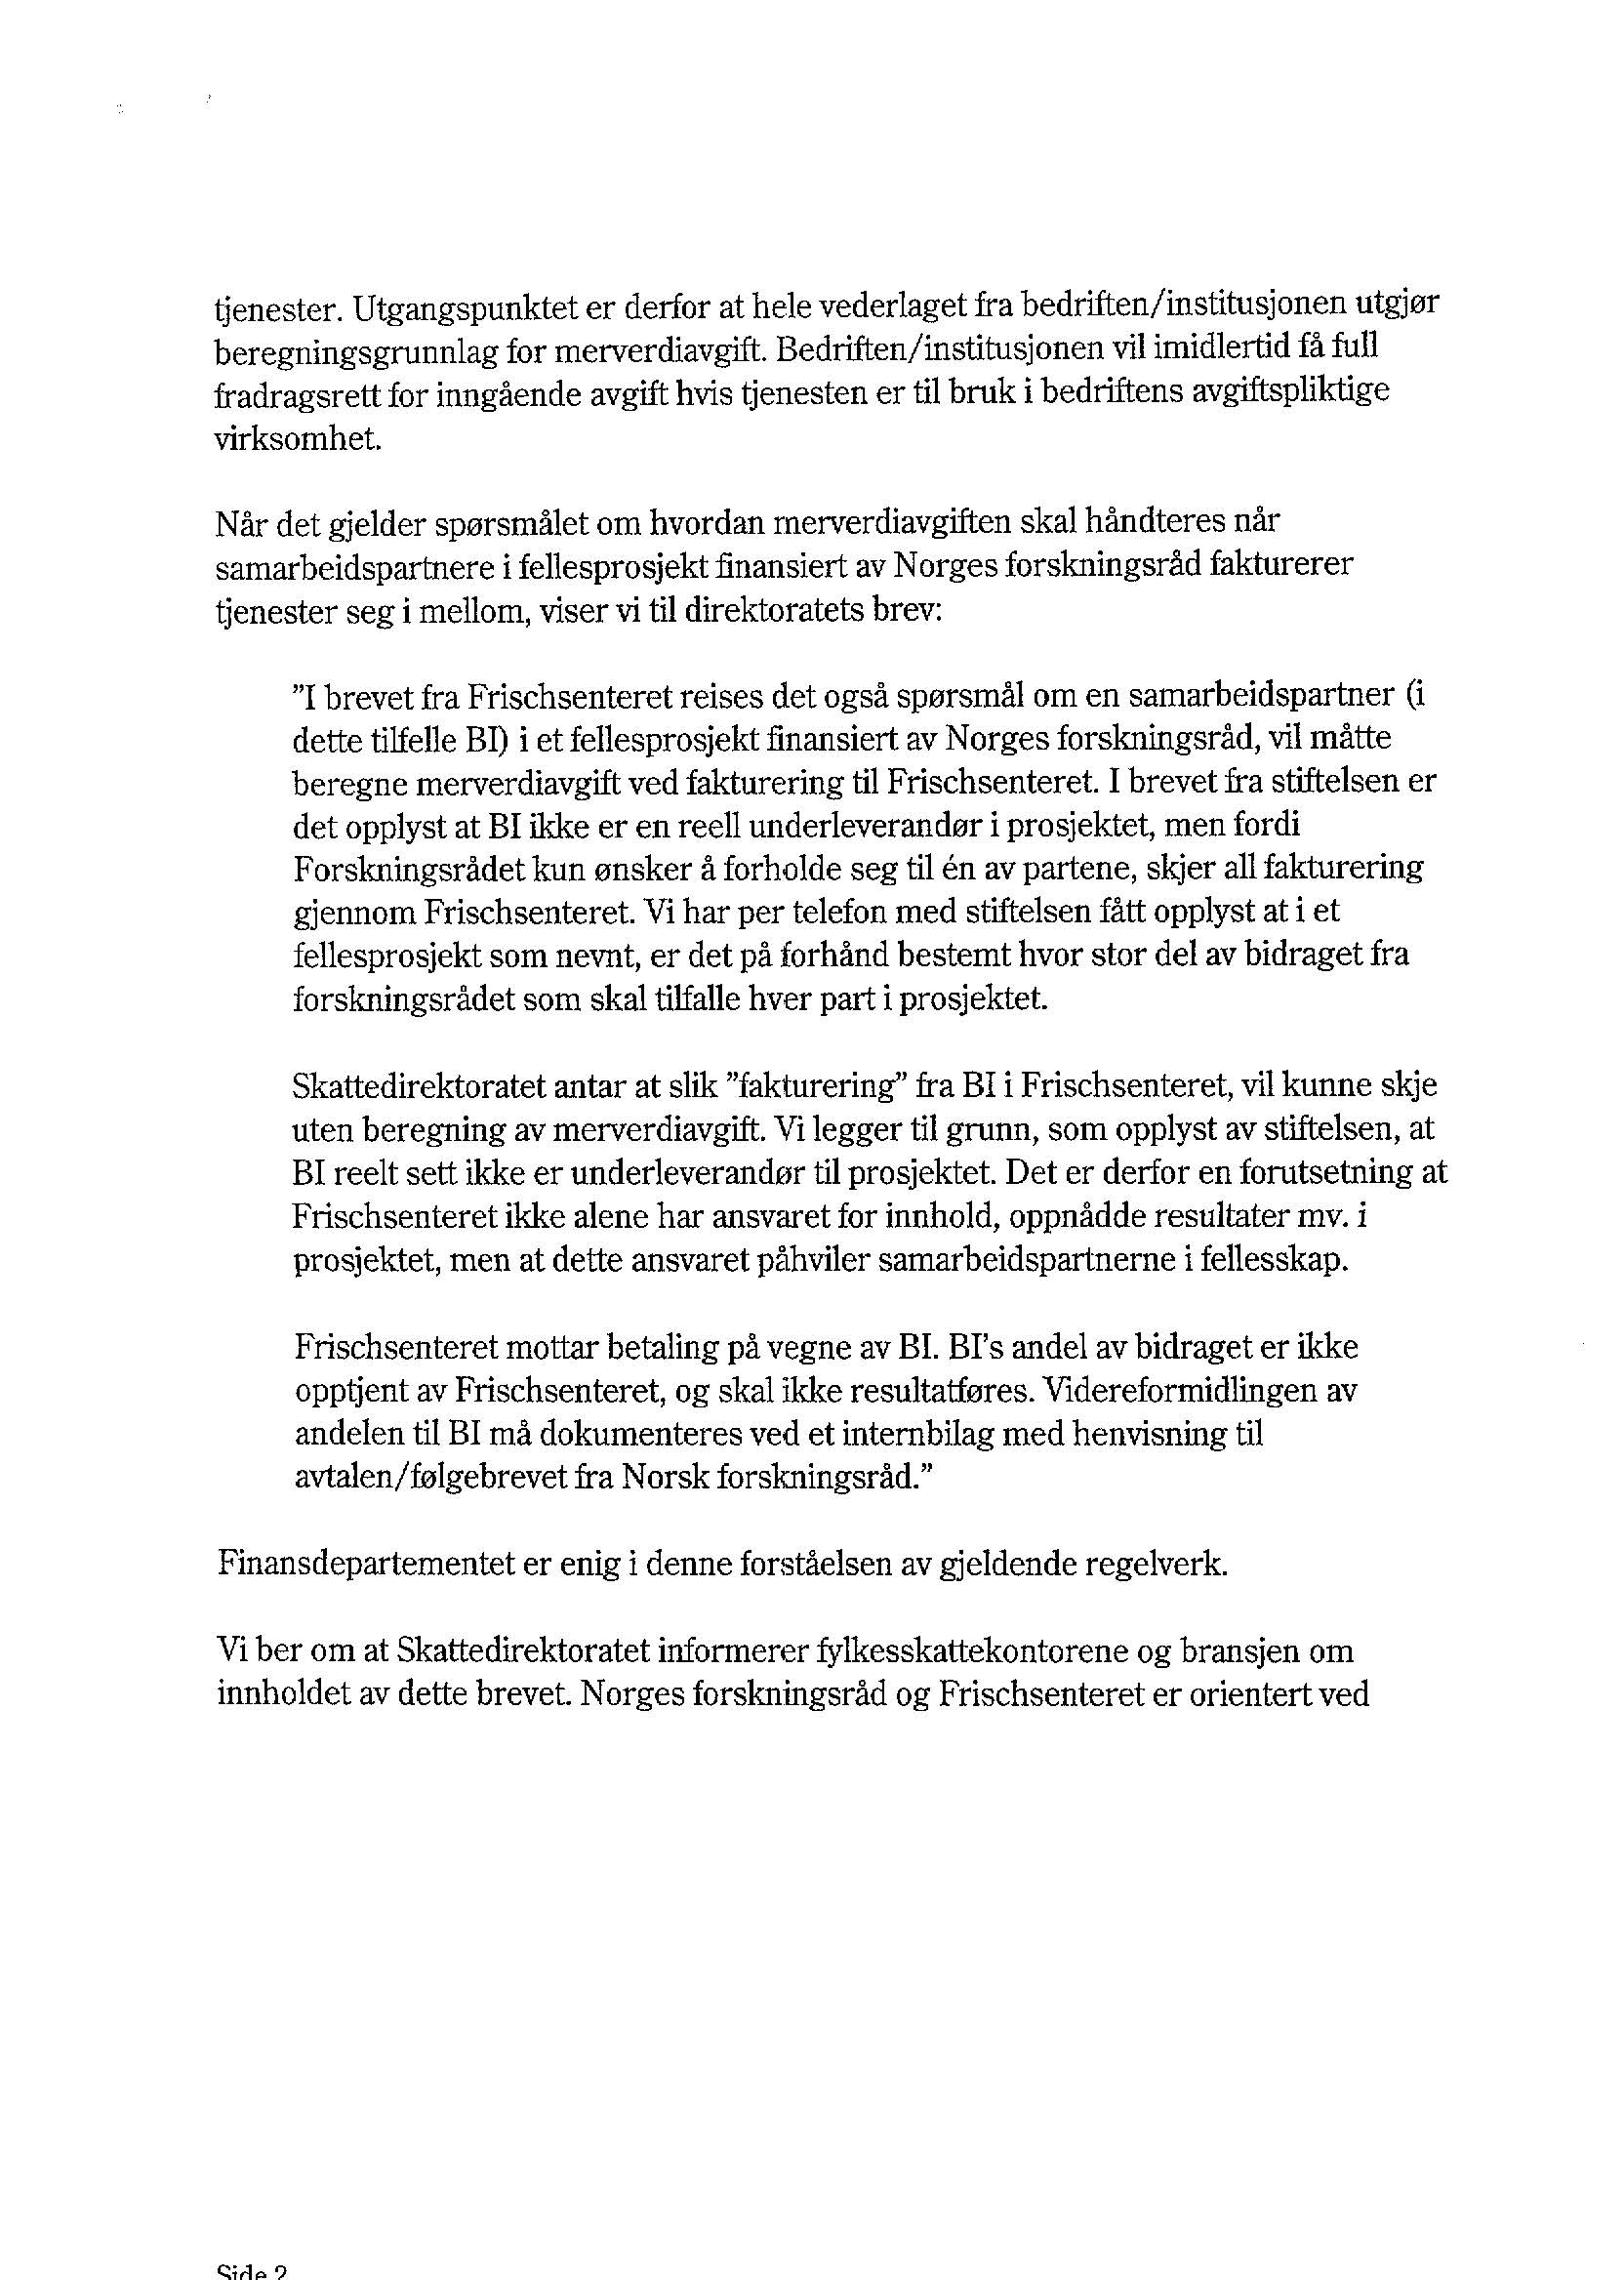 tjenester. Utgangspunktet er derfor at hele vederlaget fra bedriften/institusjonen utgjør
beregningsgrunnlag for merverdiavgift. Bedriften/institusjonen vil imidlertid få full
fradragsrett for inngående avgift hvis tjenesten er til bruk i bedriftens avgiftspliktige
virksomhet.
Når det gjelder spørsmålet om hvordan merverdiavgiften skal håndteres når
samarbeidspartnere i fellesprosjekt finansiert av Norges forskningsråd fakturerer
tjenester seg i mellom, viser vi til direktoratets brev:
”I brevet fra Frischsenteret reises det også spørsmål om en samarbeidspartner (i
dette tilfelle BI) i et fellesprosjekt finansiert av Norges forskningsråd, vil måtte
beregne merverdiavgift ved fakturering til Frischsenteret. I brevet fra stiftelsen er
det opplyst at BI ikke er en reell underleverandør i prosjektet, men fordi
Forskningsrådet kun ønsker å forholde seg til én av partene, skjer all fakturering
gjennom Frischsenteret. Vi har per telefon med stiftelsen fått opplyst at i et
fellesprosjekt som nevnt, er det på forhånd bestemt hvor stor del av bidraget fra
forskningsrådet som skal tilfalle hver part i prosjektet.
Skattedirektoratet antar at slik ”fakturering” fra BI i Frischsenteret, vil kunne skje
uten beregning av merverdiavgift. Vi legger til grunn, som opplyst av stiftelsen, at
BI reelt sett ikke er underleverandør til prosjektet. Det er derfor en forutsetning at
Frischsenteret ikke alene har ansvaret for innhold, oppnådde resultater mv. i
prosjektet, men at dette ansvaret påhviler samarbeidspartnerne i fellesskap.
Frischsenteret mottar betaling på vegne av BI. BI’s andel av bidraget er ikke
opptjent av Frischsenteret, og skal ikke resultatføres. Videreformidlingen av
andelen til BI må dokumenteres ved et internbilag med henvisning til
avtalen/følgebrevet fra Norsk forskningsråd.”
Finansdepartementet er enig i denne forståelsen av gjeldende regelverk.
Vi ber om at Skattedirektoratet informerer fylkesskattekontorene og bransjen om
innholdet av dette brevet. Norges forskningsråd og Frischsenteret er orientert ved
Side 2